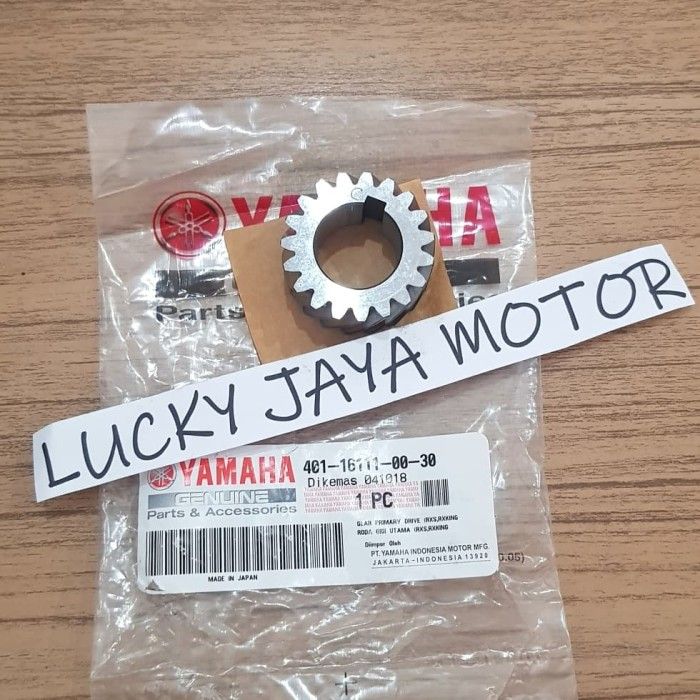 YAMAHA
Parts
LUCKY JAYA MOTOR
YAMAHA
GENUINE
Parts & Accessories
MADE IN JAPAN
401-16111-00-30
Dikemas 041018
1 PC
GEAR PRIMARY DRIVE (RXS,RXKING
RODA GIGI UTAMA (RXS,RXKING
Diimpor Oleh
PT. YAMAHA INDONESIA MOTOR MFG.
JAKARTA-INDONESIA 13920